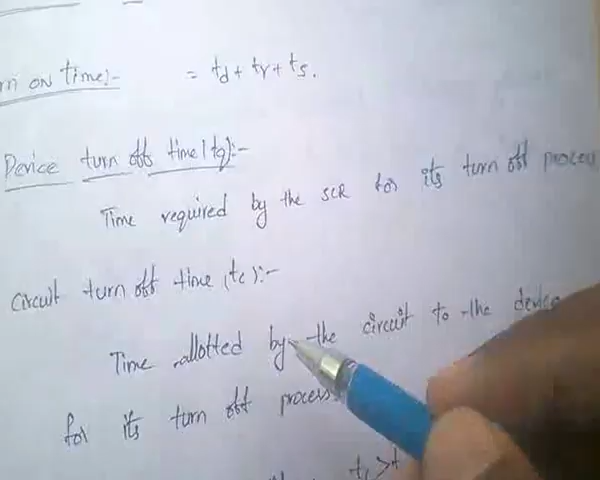 rn on time:- = td + tr + ts.
Device turn off time (tq):-
Time required by the SCR for its turn off process
Circuit turn off time (tc):-
Time allotted by the circuit to the device
for its turn off process.
tc > t